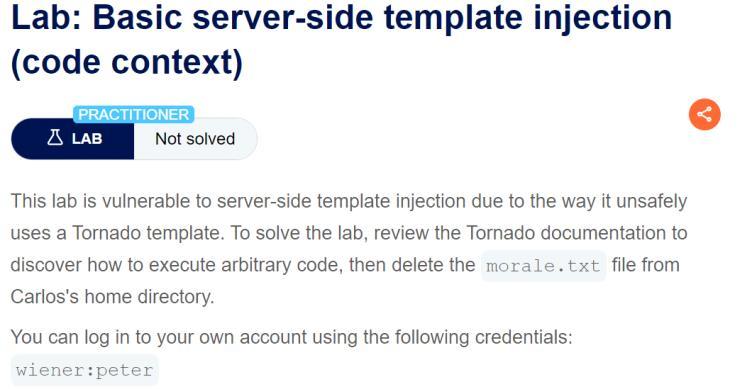 Lab: Basic server-side template injection
(code context)
PRACTITIONER
LAB
Not solved
This lab is vulnerable to server-side template injection due to the way it unsafely
uses a Tornado template. To solve the lab, review the Tornado documentation to
discover how to execute arbitrary code, then delete the morale.txt file from
Carlos's home directory.
You can log in to your own account using the following credentials:
wiener:peter